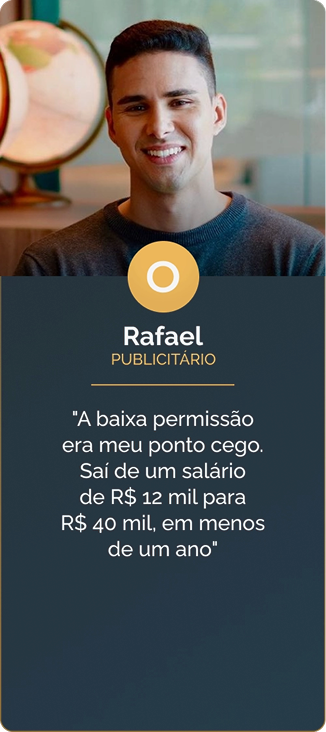 O
Rafael
PUBLICITÁRIO
"A baixa permissão
era meu ponto cego.
Saí de um salário
de R$ 12 mil para
R$ 40 mil, em menos
de um ano"